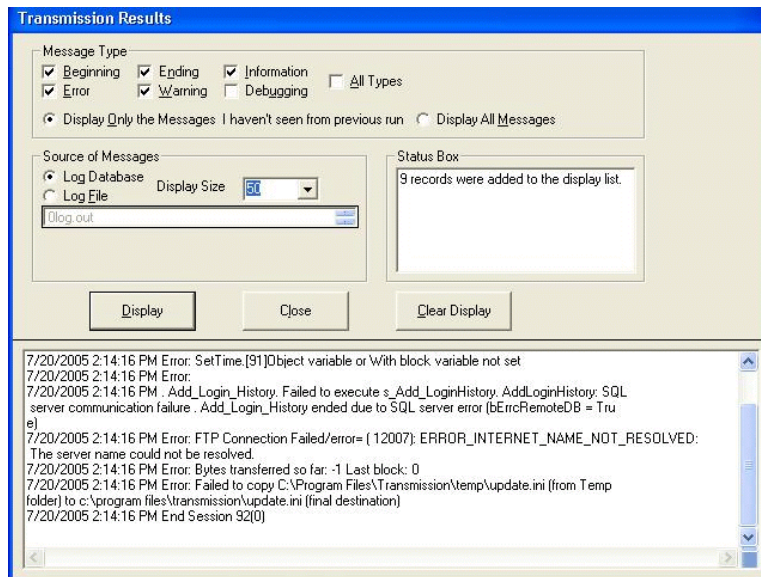 Transmission Results
Message Type
Beginning Ending Information All Types
Error Warning Debugging
Display Only the Messages I haven't seen from previous run Display All Messages
Source of Messages
Log Database Display Size 50
Log File
0log.out
Status Box
9 records were added to the display list.
Display Close Clear Display
7/20/2005 2:14:16 PM Error: SetTime.[91]Object variable or With block variable not set
7/20/2005 2:14:16 PM Error:
7/20/2005 2:14:16 PM . Add_Login_History. Failed to execute s_Add_LoginHistory. AddLoginHistory: SQL
server communication failure . Add_Login_History ended due to SQL server error (bErrcRemoteDB = Tru
e)
7/20/2005 2:14:16 PM Error: FTP Connection Failed/error= ( 12007): ERROR_INTERNET_NAME_NOT_RESOLVED:
The server name could not be resolved.
7/20/2005 2:14:16 PM Error: Bytes transferred so far: -1 Last block: 0
7/20/2005 2:14:16 PM Error: Failed to copy C:\Program Files\Transmission\temp\update.ini (from Temp
folder) to c:\program files\transmission\update.ini (final destination)
7/20/2005 2:14:16 PM End Session 92(0)